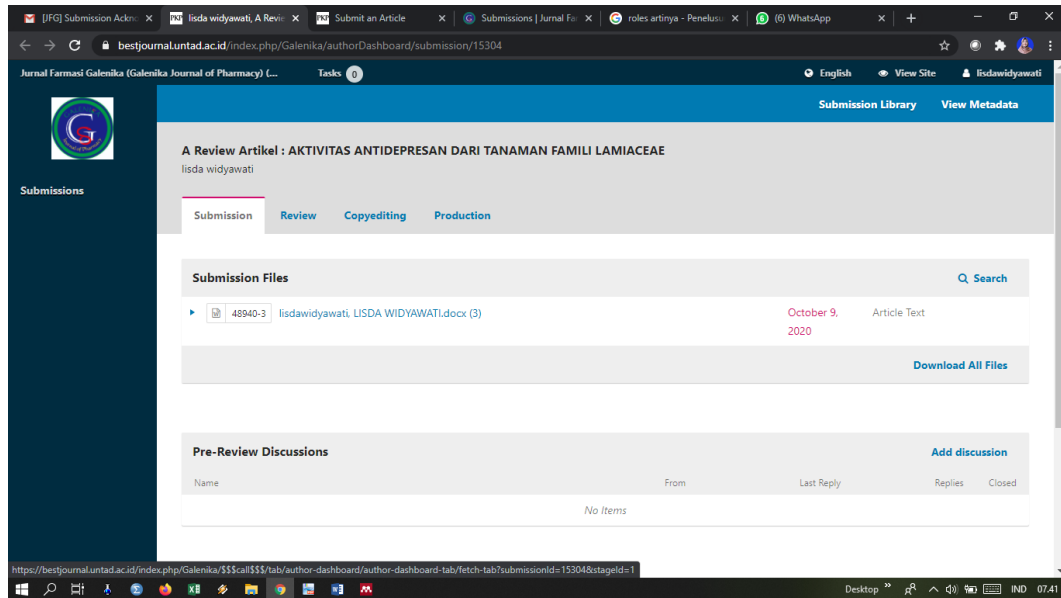 [JFG] Submission Ackno
lisda widyawati, A Revie
Submit an Article
Submissions | Jurnal Fa
roles artinya - Penelusu
(6) WhatsApp
bestjournal.untad.ac.id/index.php/Galenika/authorDashboard/submission/15304
Jurnal Farmasi Galenika (Galenika Journal of Pharmacy) (... Tasks 0 English View Site lisdawidyawati
Submission Library View Metadata
A Review Artikel : AKTIVITAS ANTIDEPRESAN DARI TANAMAN FAMILI LAMIACEAE
lisda widyawati
Submissions
Submission Review Copyediting Production
Submission Files Search
48940-3 lisdawidyawati, LISDA WIDYAWATI.docx (3) October 9, Article Text
2020
Download All Files
Pre-Review Discussions Add discussion
Name From Last Reply Replies Closed
No Items
https://bestjournal.untad.ac.id/index.php/Galenika/$$$call$$$/tab/author-dashboard/author-dashboard-tab/fetch-tab?submissionId=15304&stageId=1
Desktop IND 07.41